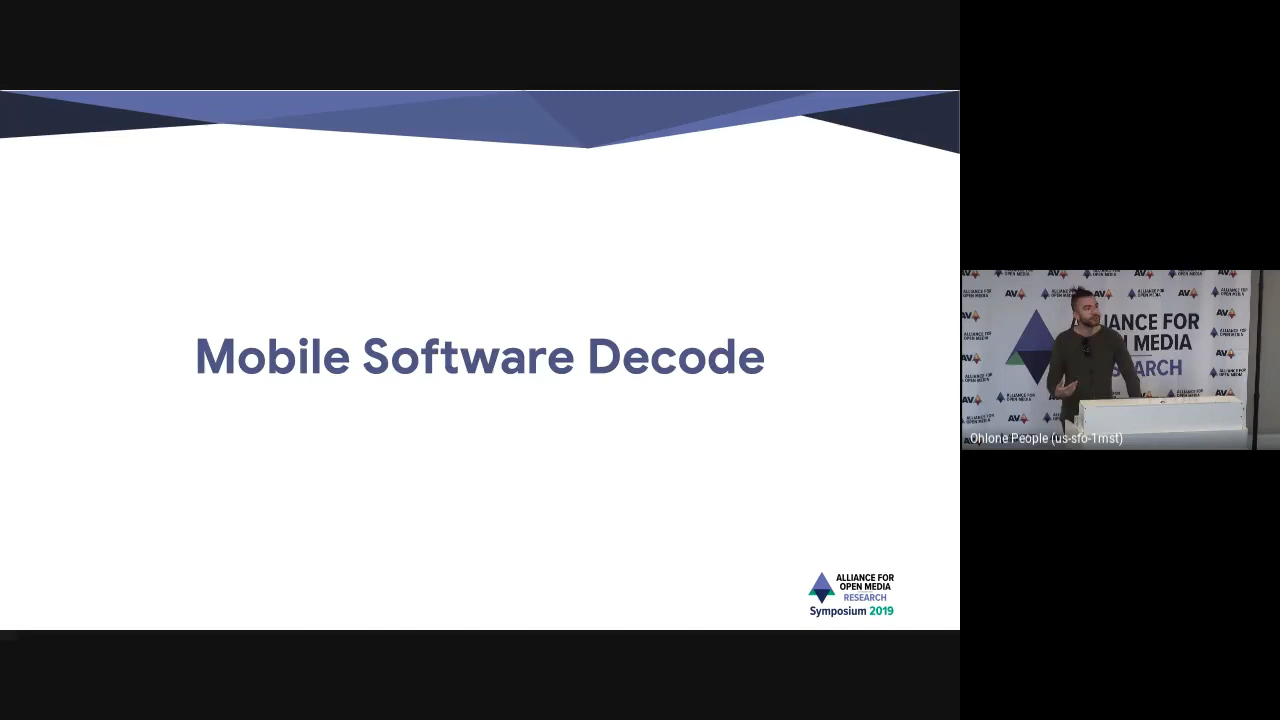 Mobile Software Decode
ALLIANCE FOR
OPEN MEDIA
RESEARCH
Symposium 2019
AV
ALLIANCE FOR
OPEN MEDIA
Ohlone People (us-sfo-1mst)